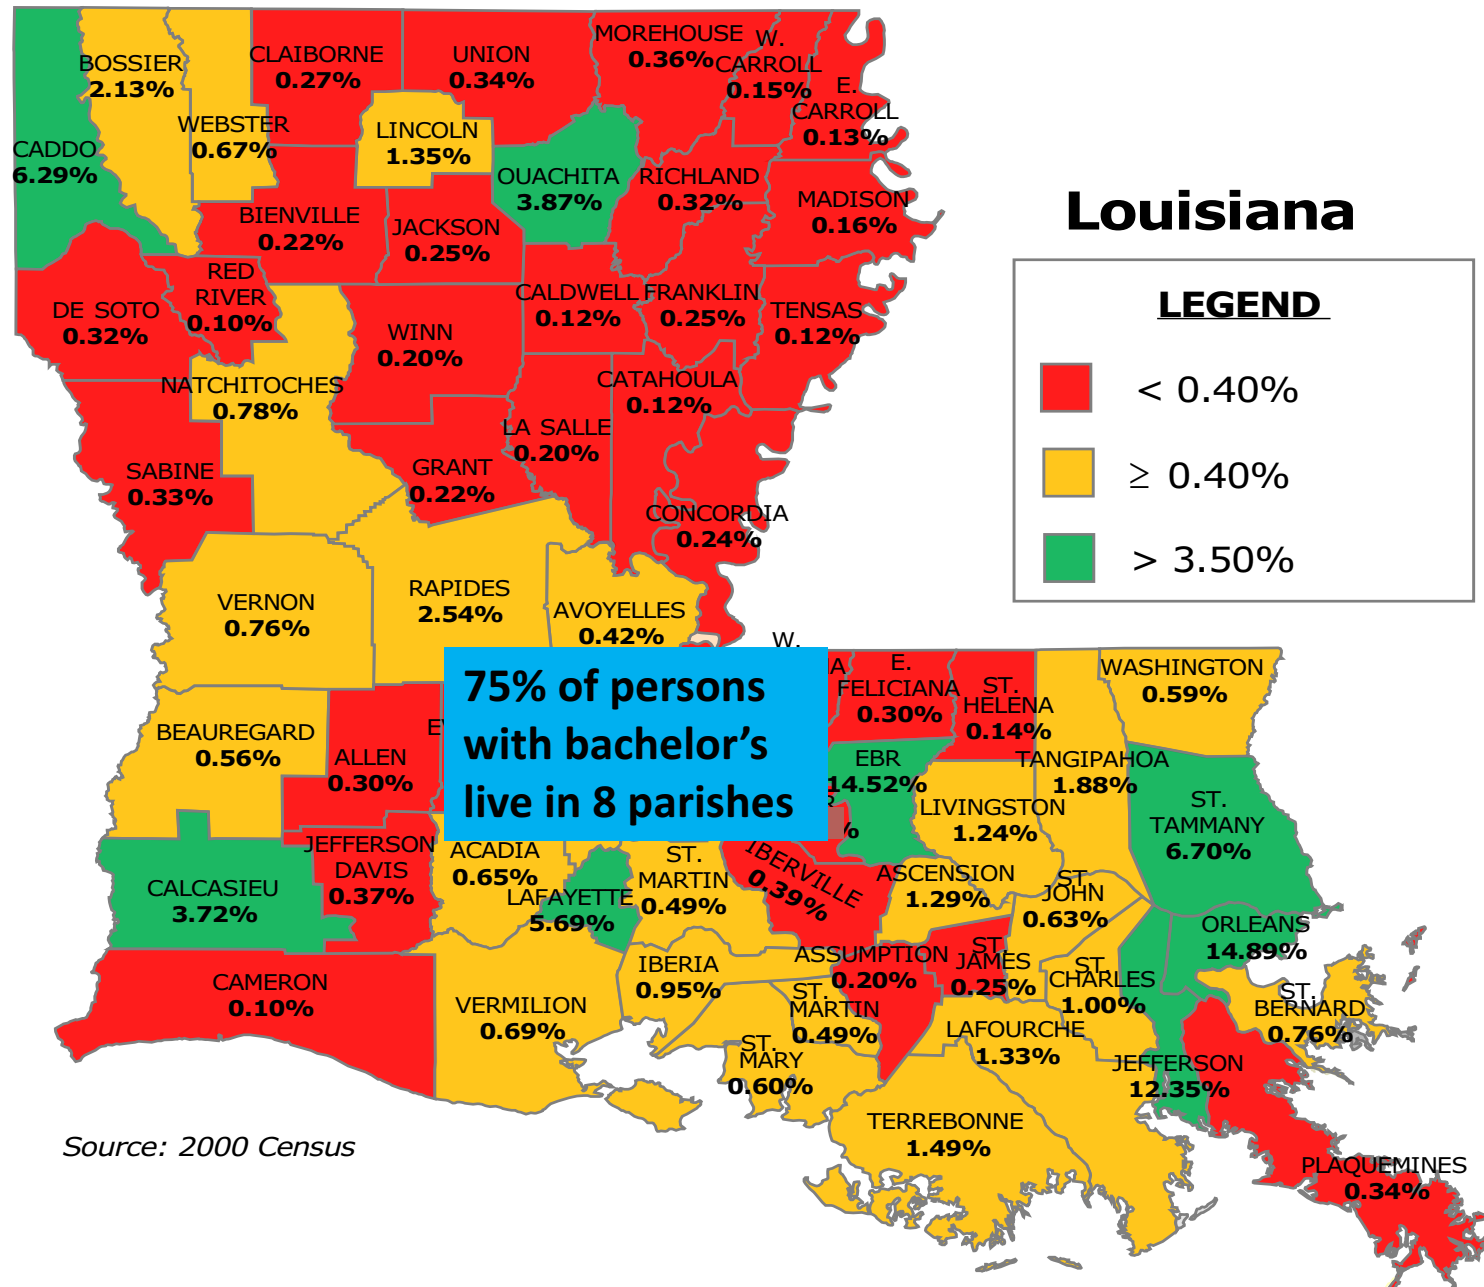 MOREHOUSE
0.36%
W.
CARROLL
0.15%
E.
CARROLL
0.13%
CLAIBORNE
0.27%
UNION
0.34%
BOSSIER
2.13%
WEBSTER
0.67%
LINCOLN
1.35%
CADDO
6.29%
OUACHITA
3.87%
RICHLAND
0.32%
MADISON
0.16%
BIENVILLE
0.22%
JACKSON
0.25%
RED
RIVER
0.10%
DE SOTO
0.32%
CALDWELL
0.12%
FRANKLIN
0.25%
TENSAS
0.12%
WINN
0.20%
NATCHITOCHES
0.78%
CATAHOULA
0.12%
LA SALLE
0.20%
GRANT
0.22%
SABINE
0.33%
CONCORDIA
0.24%
VERNON
0.76%
RAPIDES
2.54%
AVOYELLES
0.42%
Louisiana
LEGEND
< 0.40%
≥ 0.40%
> 3.50%
W.
A
E.
FELICIANA
0.30%
ST.
HELENA
0.14%
WASHINGTON
0.59%
75% of persons
with bachelor’s
live in 8 parishes
BEAUREGARD
0.56%
ALLEN
0.30%
E
EBR
14.52%
R
%
TANGIPAHOA
1.88%
LIVINGSTON
1.24%
ST.
TAMMANY
6.70%
CALCASIEU
3.72%
JEFFERSON
DAVIS
0.37%
ACADIA
0.65%
LAFAYETTE
5.69%
ST.
MARTIN
0.49%
IBERVILLE
0.39%
ASCENSION
1.29%
ST.
JOHN
0.63%
ORLEANS
14.89%
CAMERON
0.10%
VERMILION
0.69%
IBERIA
0.95%
ASSUMPTION
0.20%
ST.
JAMES
0.25%
ST.
CHARLES
1.00%
ST.
BERNARD
0.76%
ST.
MARTIN
0.49%
ST.
MARY
0.60%
LAFOURCHE
1.33%
JEFFERSON
12.35%
TERREBONNE
1.49%
PLAQUEMINES
0.34%
Source: 2000 Census